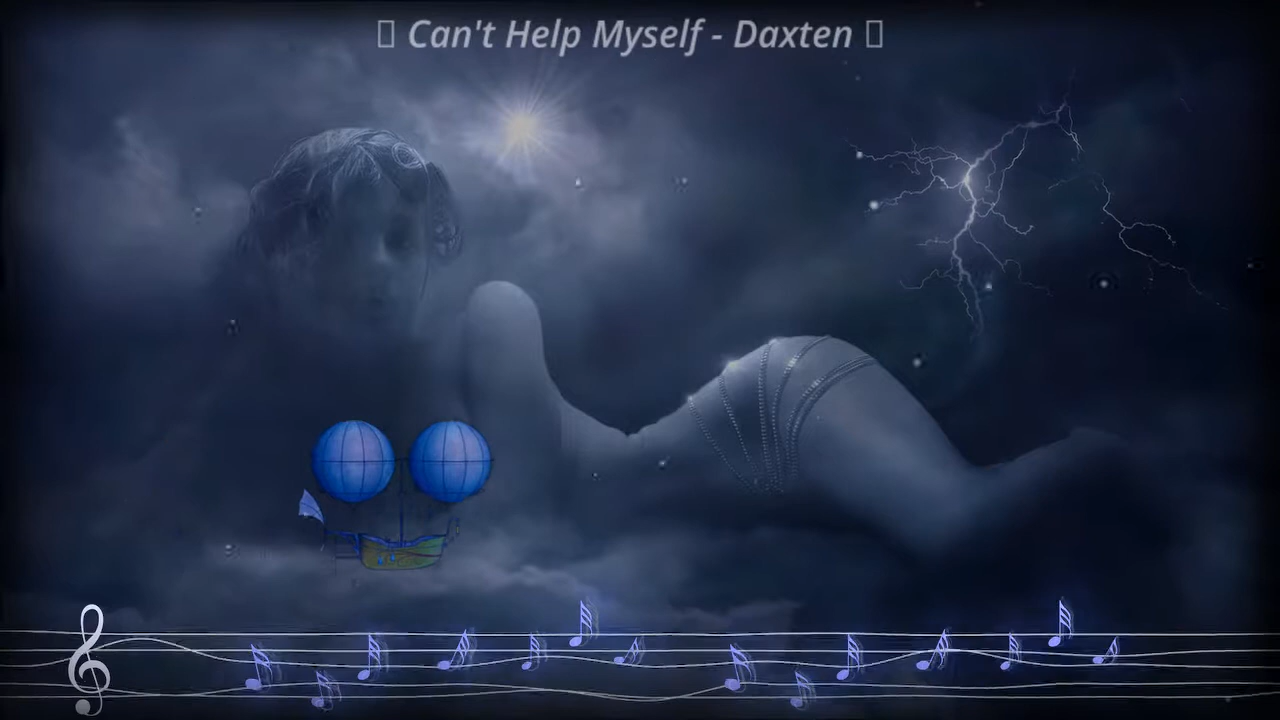 ▯ Can't Help Myself - Daxten ▯